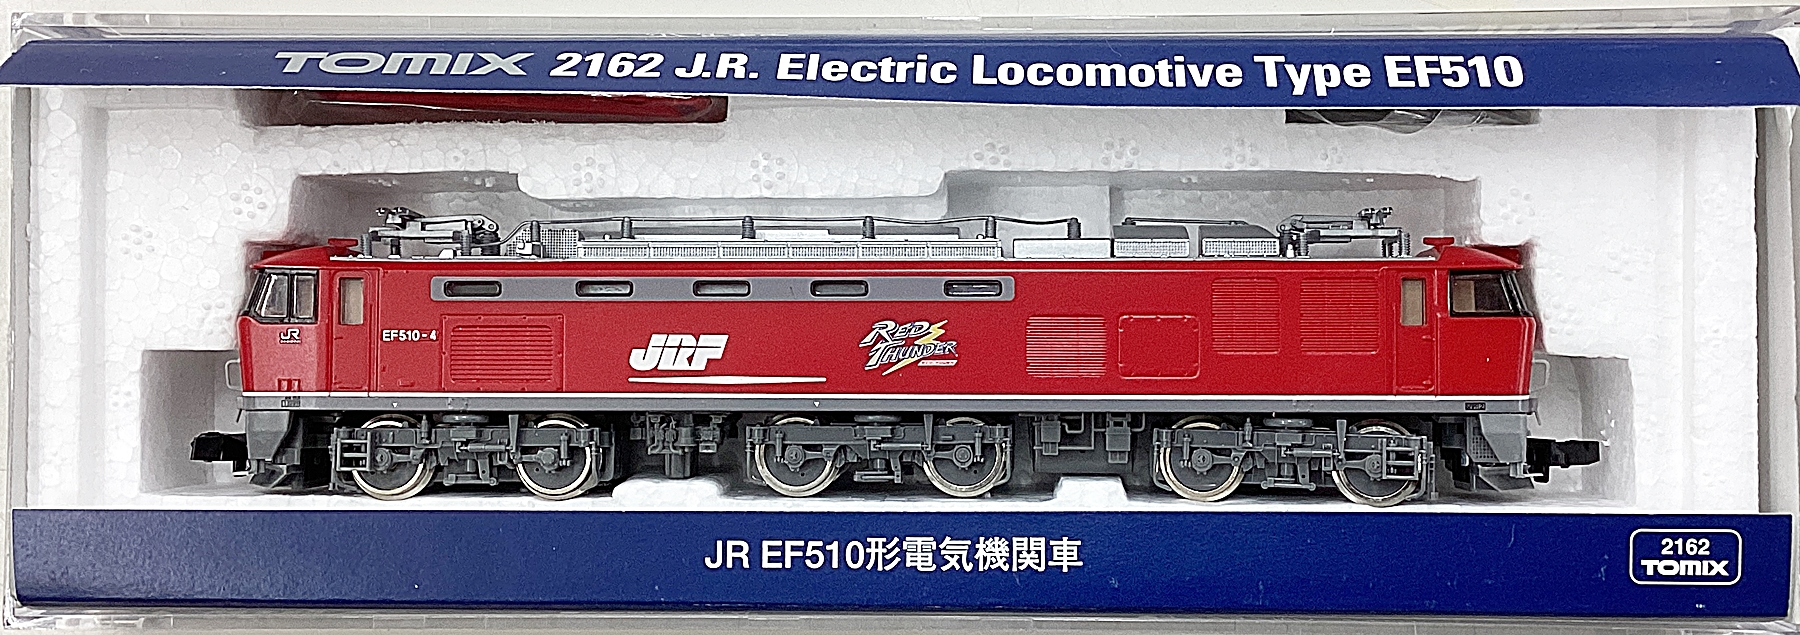 TOMIX 2162 J.R. Electric Locomotive Type EF510
JR
EF510-4
JRF
RED THUNDER
JR EF510形電気機関車
2162
TOMIX